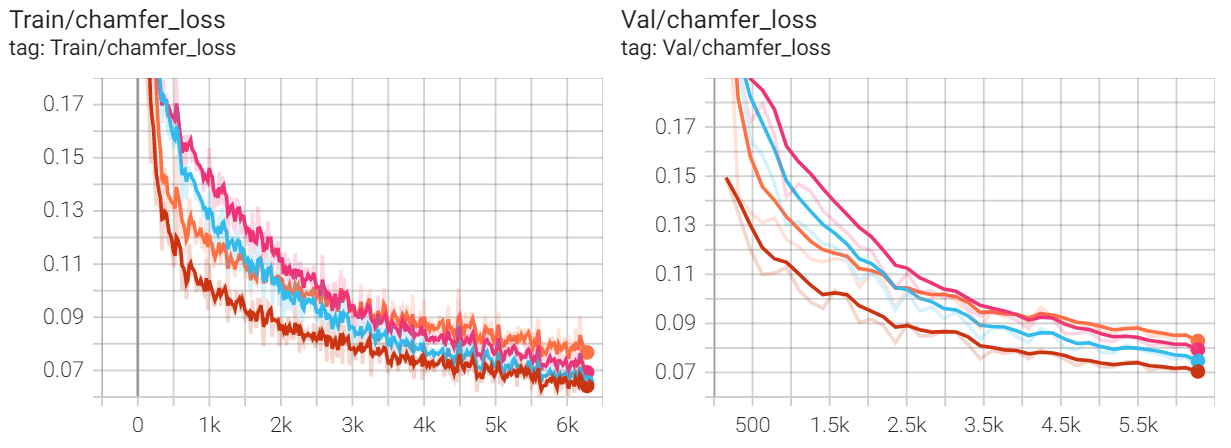 Train/chamfer_loss
tag: Train/chamfer_loss
0.17
0.15
0.13
0.11
0.09
0.07
0 1k 2k 3k 4k 5k 6k
Val/chamfer_loss
tag: Val/chamfer_loss
0.17
0.15
0.13
0.11
0.09
0.07
500 1.5k 2.5k 3.5k 4.5k 5.5k